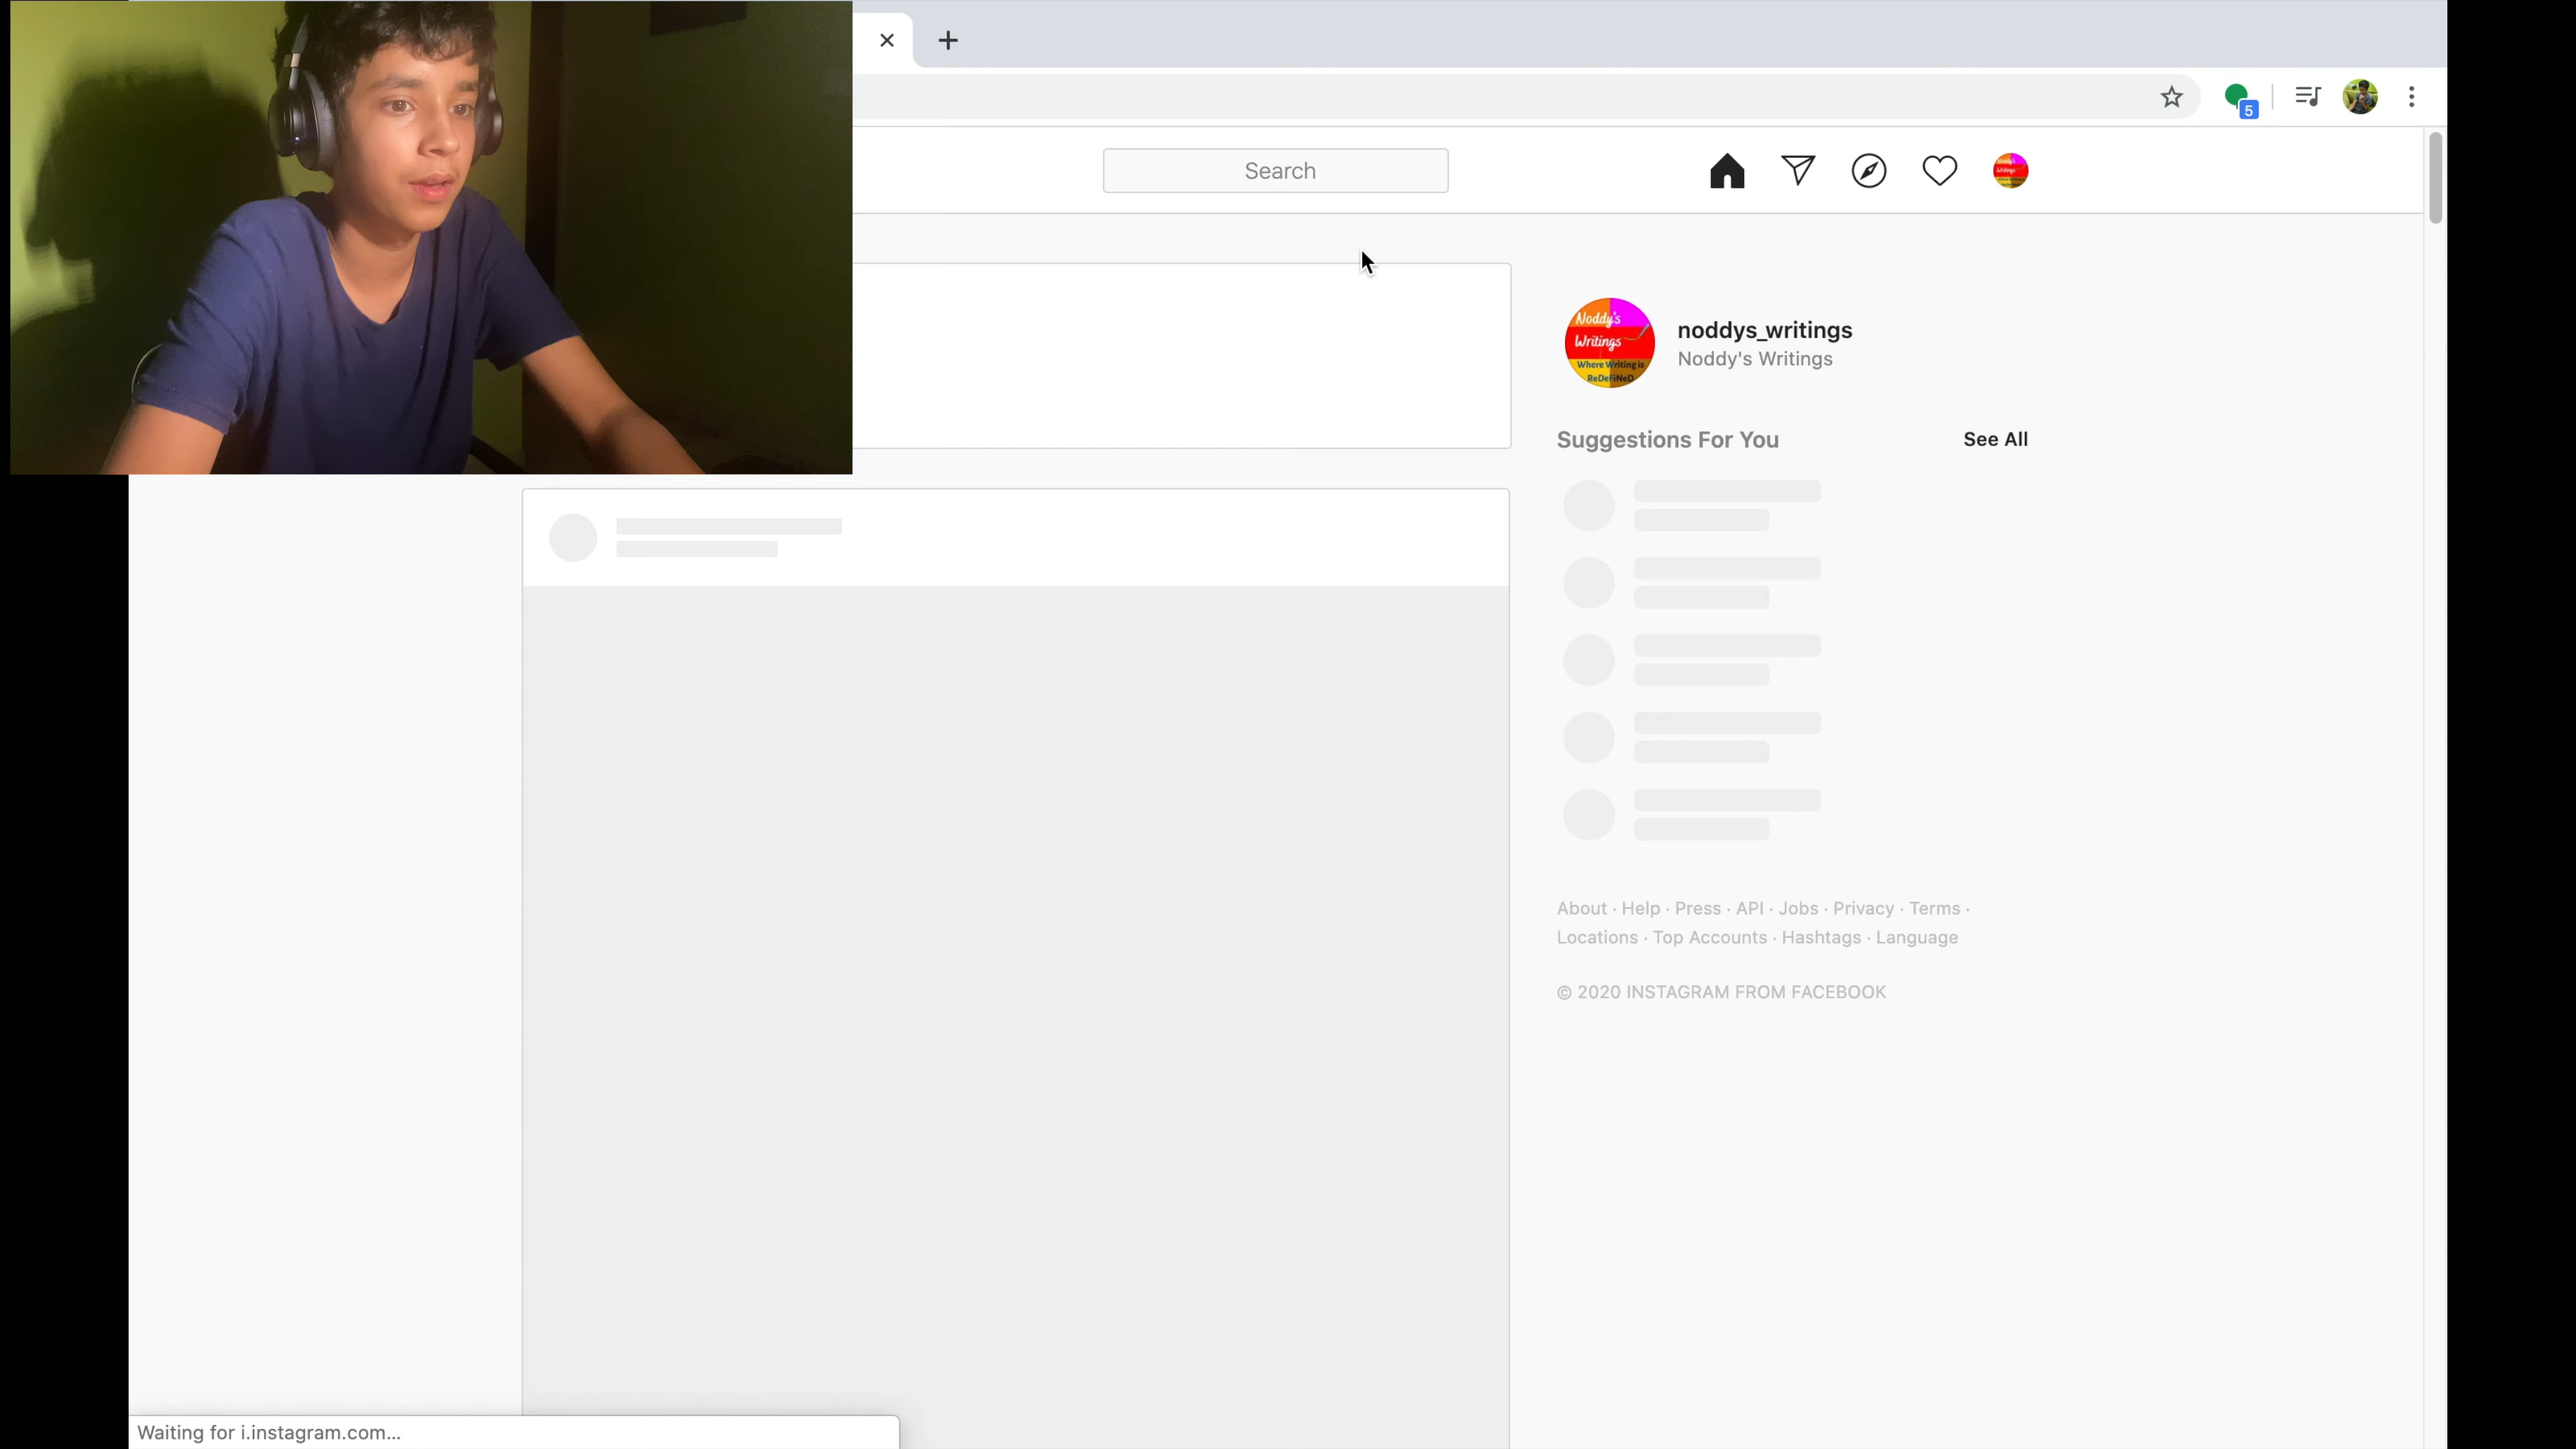 5
Search
Noddy's
Writings
Where Writing is
ReDeFiNeD
noddys_writings
Noddy's Writings
Suggestions For You
See All
About · Help · Press · API · Jobs · Privacy · Terms ·
Locations · Top Accounts · Hashtags · Language
© 2020 INSTAGRAM FROM FACEBOOK
Waiting for i.instagram.com...